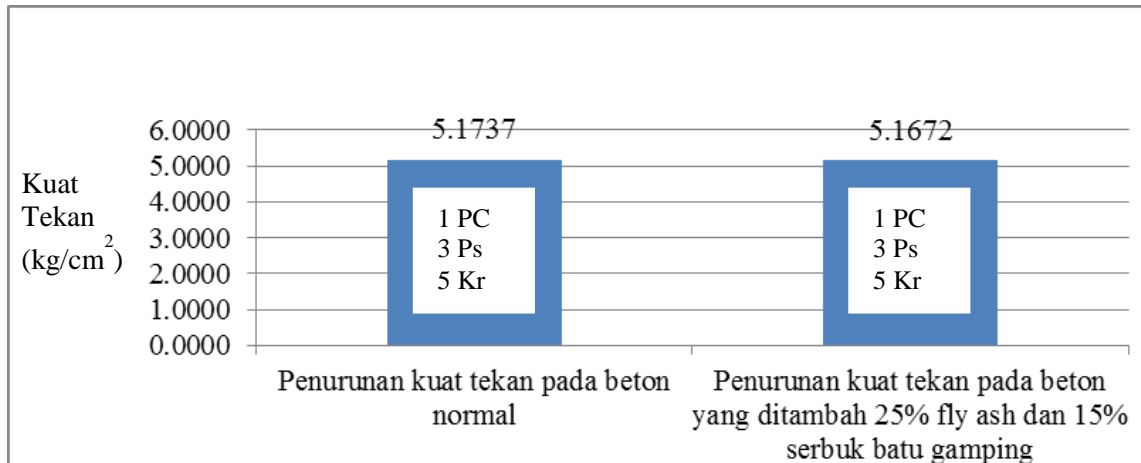 5.1737
5.1672
6.0000
5.0000
4.0000
3.0000
2.0000
1.0000
0.0000
Kuat
Tekan
(kg/cm²)
1 PC
3 Ps
5 Kr
1 PC
3 Ps
5 Kr
Penurunan kuat tekan pada beton
normal
Penurunan kuat tekan pada beton
yang ditambah 25% fly ash dan 15%
serbuk batu gamping